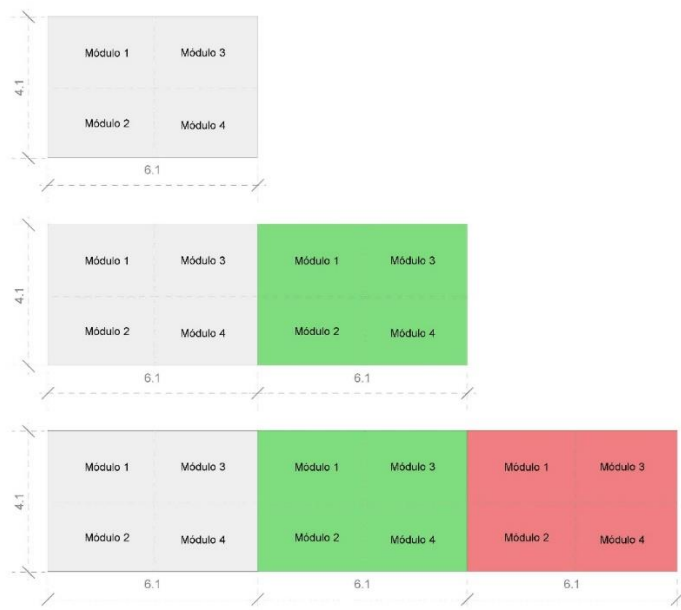 Módulo 1 Módulo 3
4.1
Módulo 2 Módulo 4
6.1
Módulo 1 Módulo 3 Módulo 1 Módulo 3
4.1
Módulo 2 Módulo 4 Módulo 2 Módulo 4
6.1 6.1
Módulo 1 Módulo 3 Módulo 1 Módulo 3 Módulo 1 Módulo 3
4.1
Módulo 2 Módulo 4 Módulo 2 Módulo 4 Módulo 2 Módulo 4
6.1 6.1 6.1